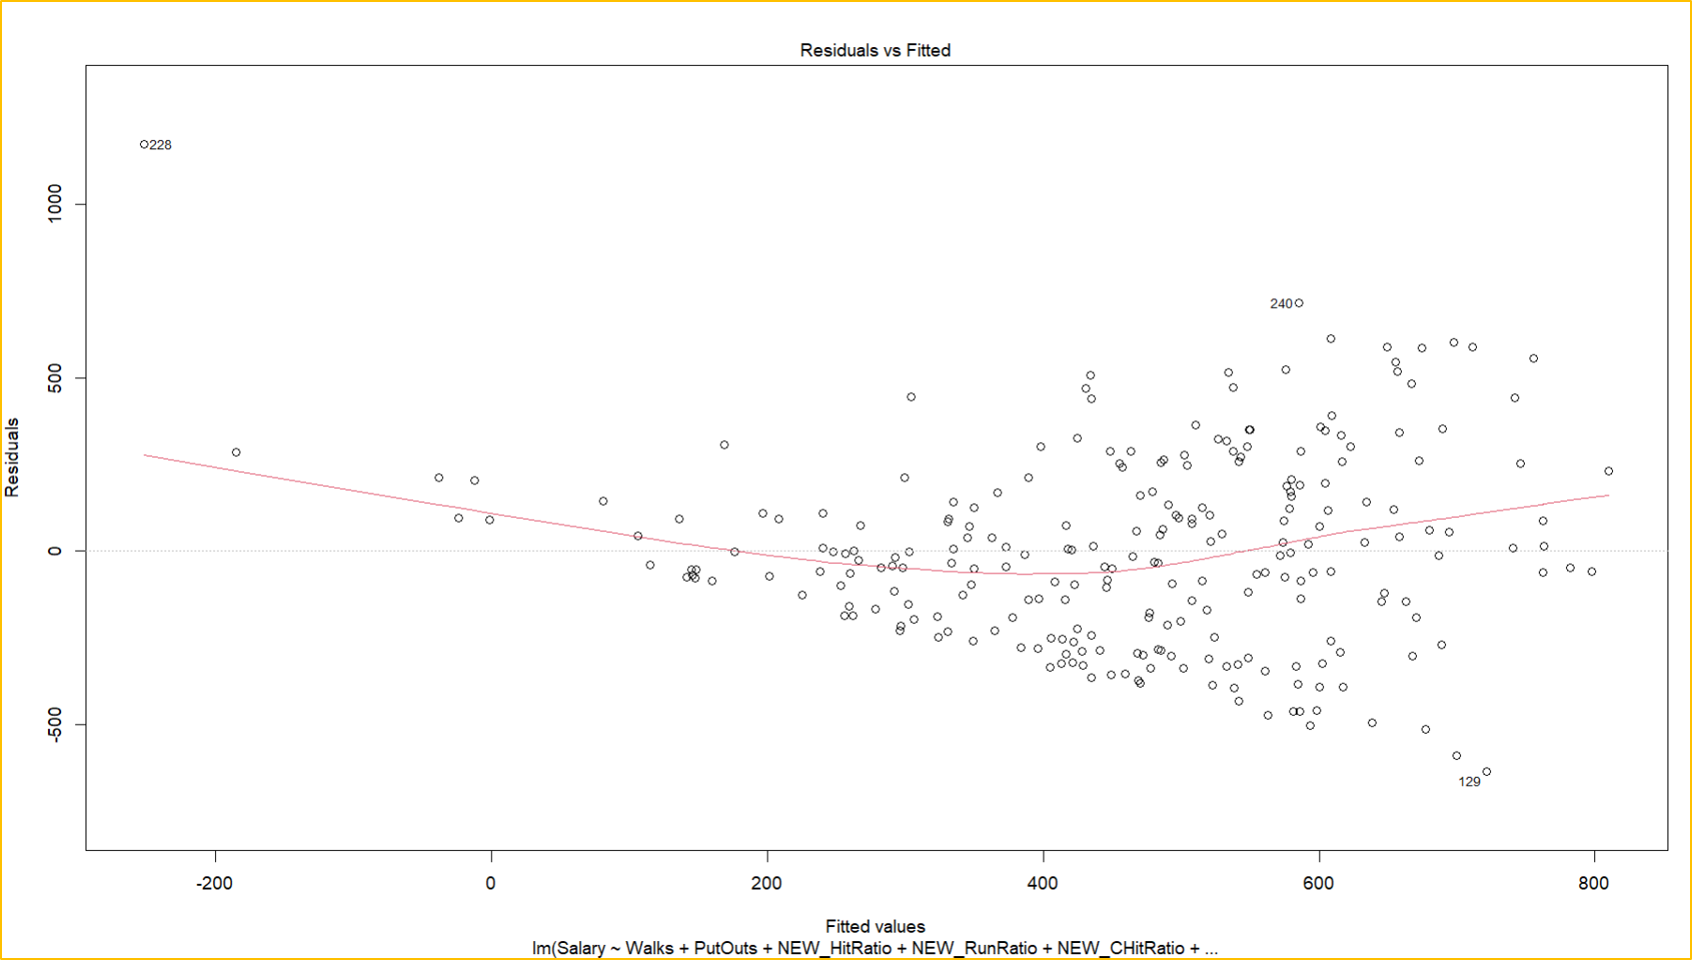 Residuals vs Fitted
228
1000
240
500
Residuals
0
-500
129
-200 0 200 400 600 800
Fitted values
lm(Salary ~ Walks + PutOuts + NEW_HitRatio + NEW_RunRatio + NEW_CHitRatio + ...